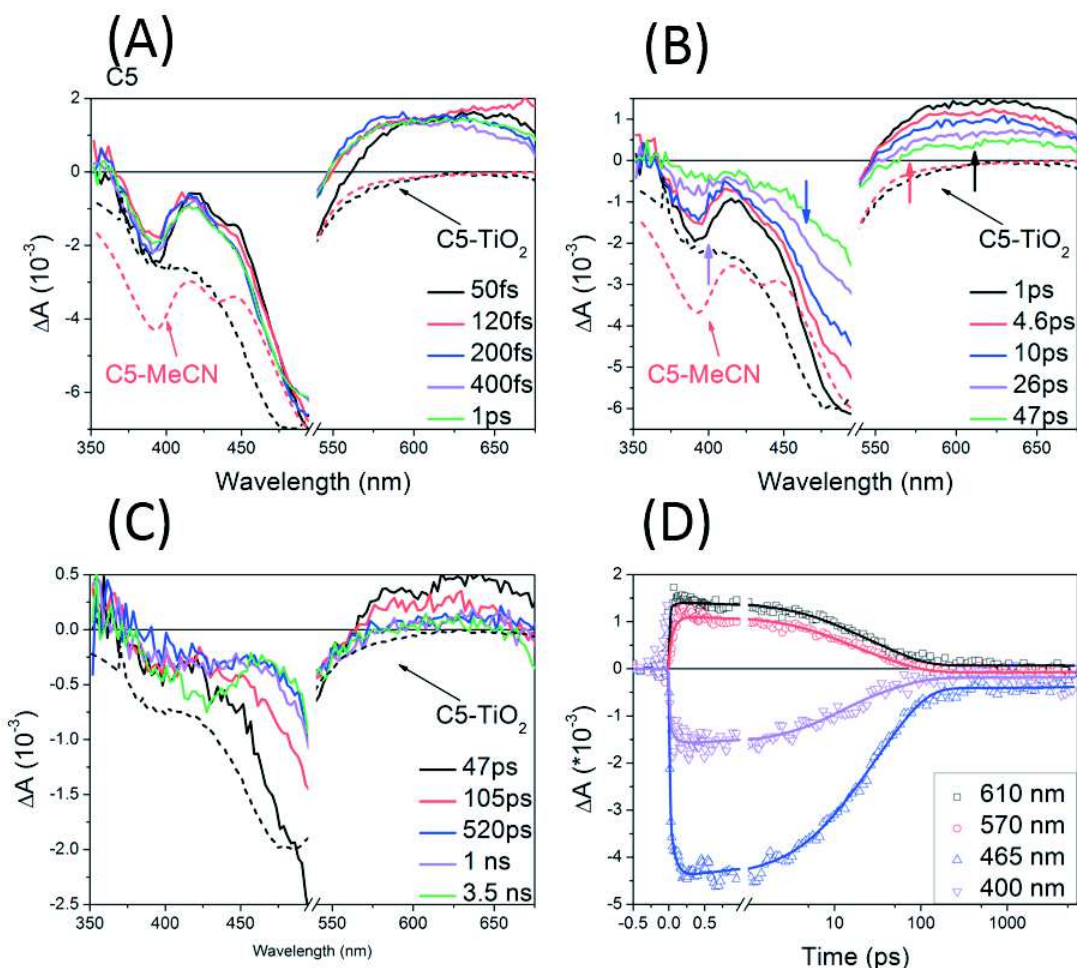 (A)
C5
2
0
-2
-4
-6
ΔA (10⁻³)
C5-TiO₂
C5-MeCN
50fs
120fs
200fs
400fs
1ps
350 400 450 550 600 650
Wavelength (nm)
(B)
1
0
-1
-2
-3
-4
-5
-6
ΔA (10⁻³)
C5-TiO₂
C5-MeCN
1ps
4.6ps
10ps
26ps
47ps
350 400 450 550 600 650
Wavelength (nm)
(C)
0.5
0.0
-0.5
-1.0
-1.5
-2.0
-2.5
ΔA (10⁻³)
C5-TiO₂
47ps
105ps
520ps
1 ns
3.5 ns
350 400 450 550 600 650
Wavelength (nm)
(D)
2
1
0
-1
-2
-3
-4
-5
ΔA (*10⁻³)
610 nm
570 nm
465 nm
400 nm
-0.5 0.0 0.5 10 100 1000
Time (ps)